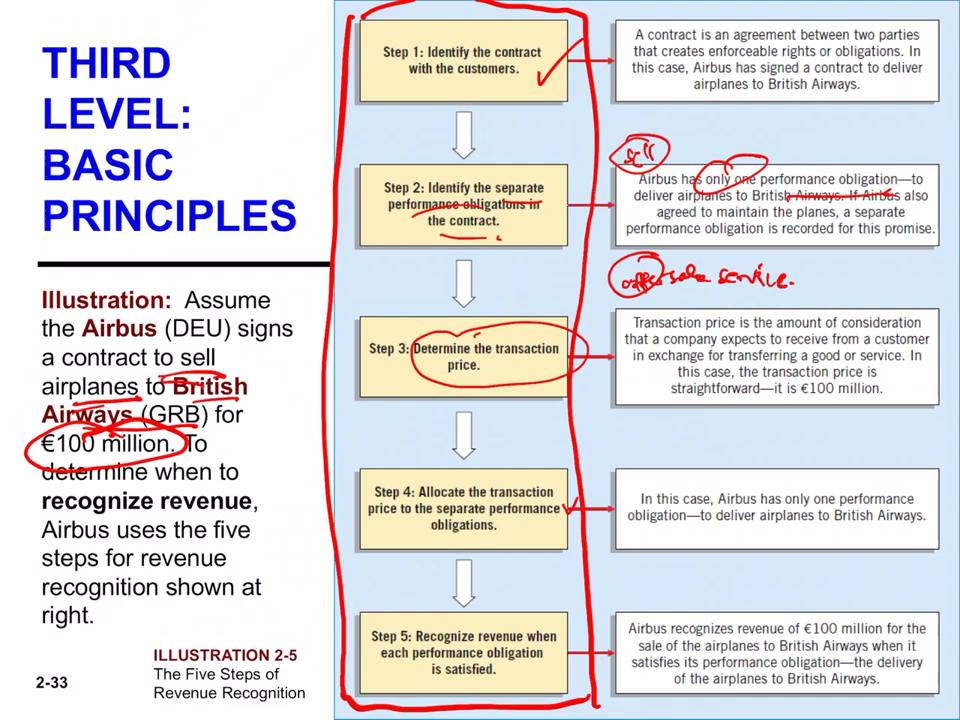 THIRD
LEVEL:
BASIC
PRINCIPLES
Illustration: Assume
the Airbus (DEU) signs
a contract to sell
airplanes to British
Airways (GRB) for
€100 million. To
determine when to
recognize revenue,
Airbus uses the five
steps for revenue
recognition shown at
right.
2-33
ILLUSTRATION 2-5
The Five Steps of
Revenue Recognition
Step 1: Identify the contract
with the customers.
A contract is an agreement between two parties
that creates enforceable rights or obligations. In
this case, Airbus has signed a contract to deliver
airplanes to British Airways.
Step 2: Identify the separate
performance obligations in
the contract.
sell
Airbus has only one performance obligation—to
deliver airplanes to British Airways. If Airbus also
agreed to maintain the planes, a separate
performance obligation is recorded for this promise.
sale service.
Step 3: Determine the transaction
price.
Transaction price is the amount of consideration
that a company expects to receive from a customer
in exchange for transferring a good or service. In
this case, the transaction price is
straightforward—it is €100 million.
Step 4: Allocate the transaction
price to the separate performance
obligations.
In this case, Airbus has only one performance
obligation—to deliver airplanes to British Airways.
Step 5: Recognize revenue when
each performance obligation
is satisfied.
Airbus recognizes revenue of €100 million for the
sale of the airplanes to British Airways when it
satisfies its performance obligation—the delivery
of the airplanes to British Airways.